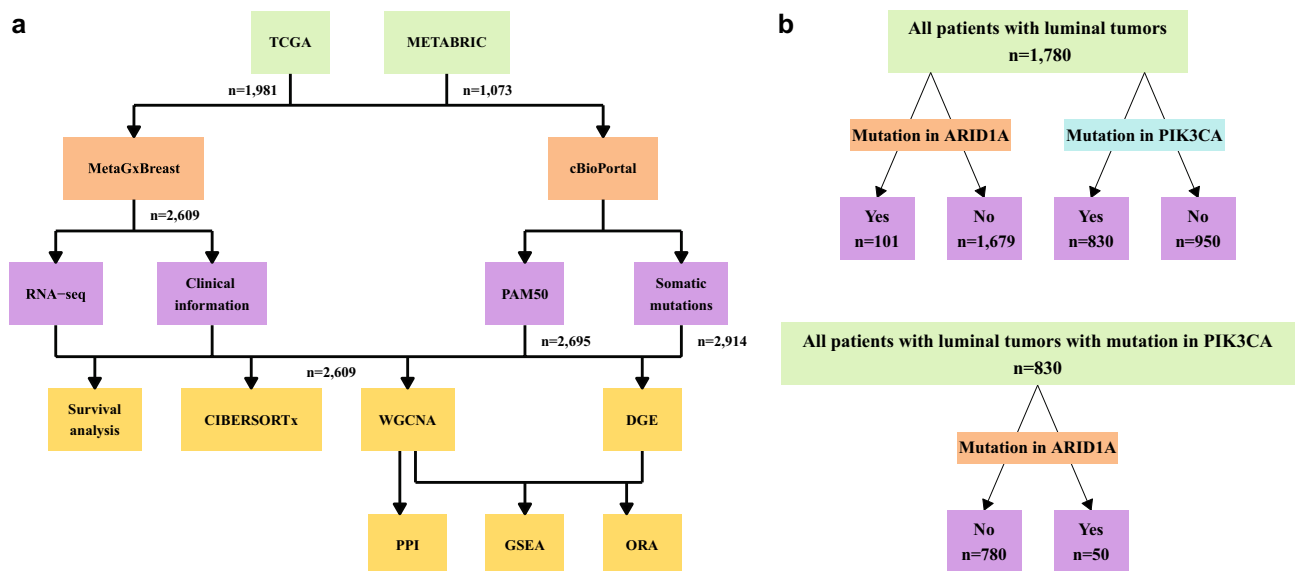 a
TCGA
METABRIC
n=1,981
n=1,073
MetaGxBreast
cBioPortal
n=2,609
RNA−seq
Clinical
information
PAM50
Somatic
mutations
n=2,695
n=2,914
n=2,609
Survival
analysis
CIBERSORTx
WGCNA
DGE
PPI
GSEA
ORA
b
All patients with luminal tumors
n=1,780
Mutation in ARID1A
Mutation in PIK3CA
Yes
n=101
No
n=1,679
Yes
n=830
No
n=950
All patients with luminal tumors with mutation in PIK3CA
n=830
Mutation in ARID1A
No
n=780
Yes
n=50